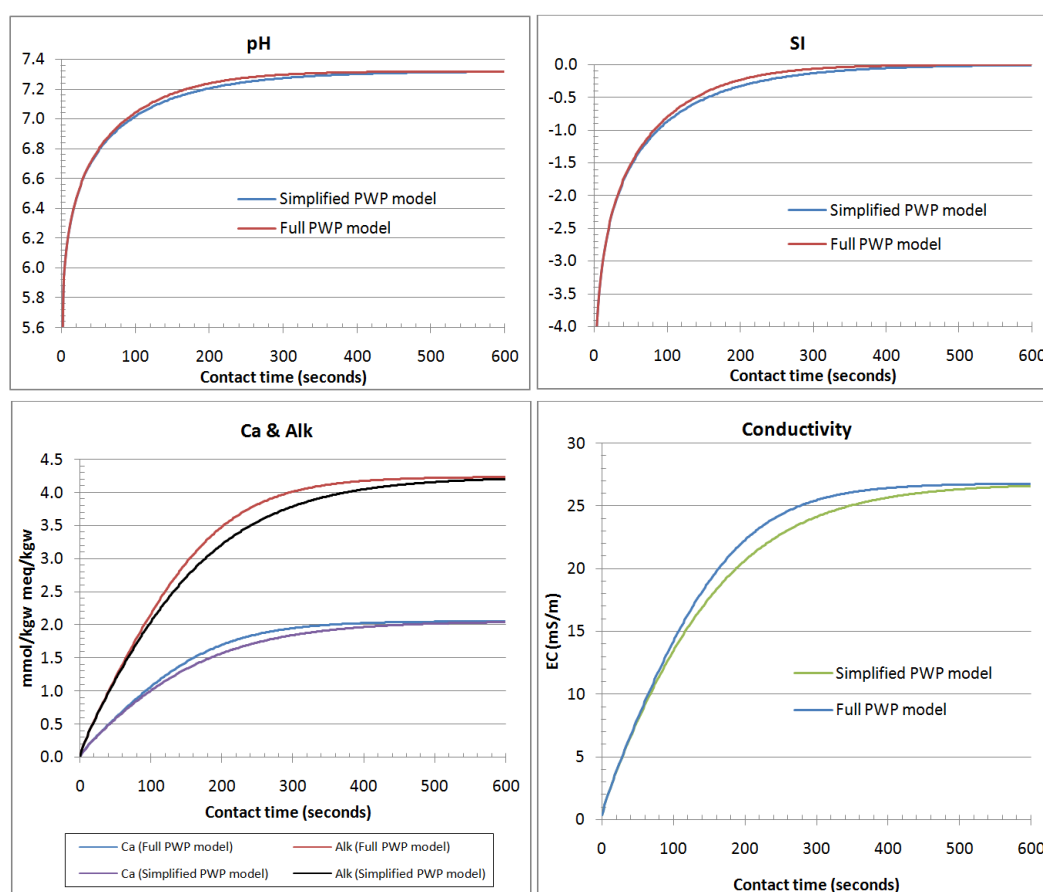 pH
7.4
7.2
7.0
6.8
6.6
6.4
6.2
6.0
5.8
5.6
Simplified PWP model
Full PWP model
0 100 200 300 400 500 600
Contact time (seconds)
SI
0.0
-0.5
-1.0
-1.5
-2.0
-2.5
-3.0
-3.5
-4.0
Simplified PWP model
Full PWP model
0 100 200 300 400 500 600
Contact time (seconds)
Ca & Alk
mmol/kgw meq/kgw
4.5
4.0
3.5
3.0
2.5
2.0
1.5
1.0
0.5
0.0
0 100 200 300 400 500 600
Contact time (seconds)
Ca (Full PWP model) Alk (Full PWP model)
Ca (Simplified PWP model) Alk (Simplified PWP model)
Conductivity
EC (mS/m)
30
25
20
15
10
5
0
Simplified PWP model
Full PWP model
0 100 200 300 400 500 600
Contact time (seconds)